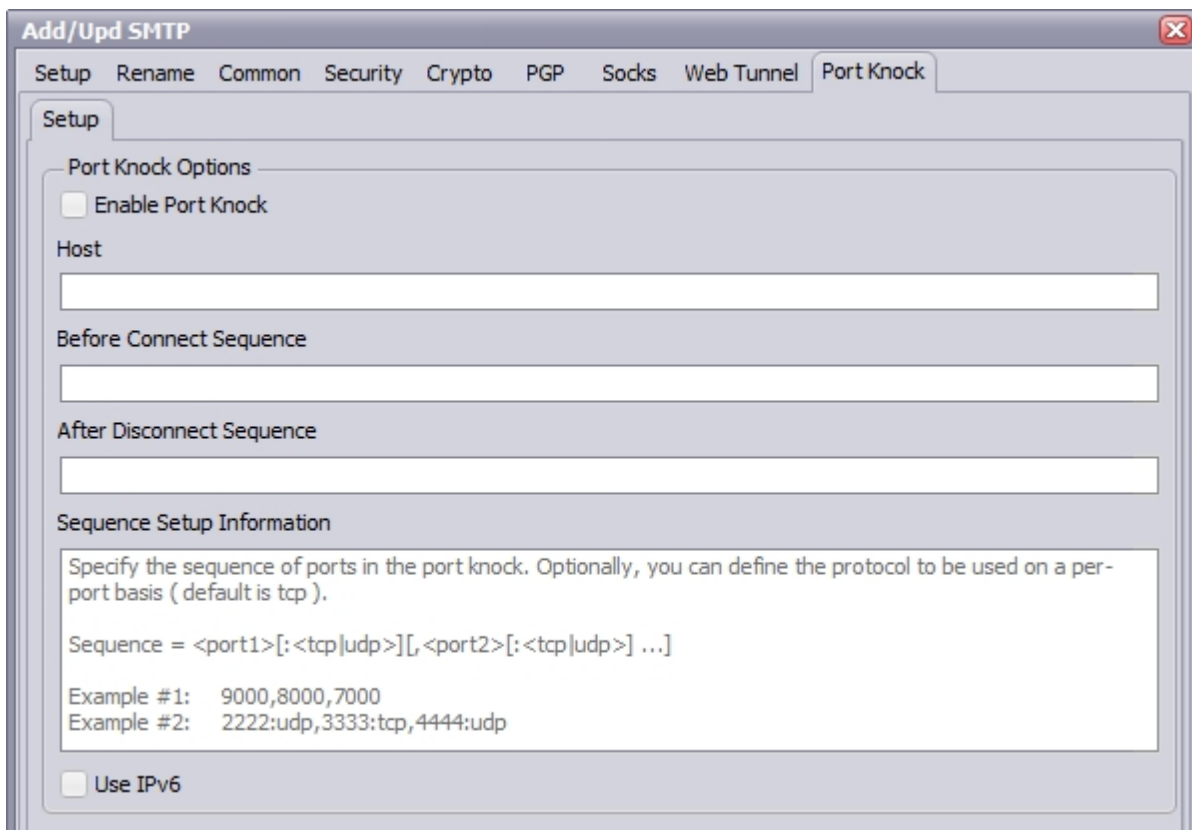 Add/Upd SMTP
Setup Rename Common Security Crypto PGP Socks Web Tunnel Port Knock
Setup
Port Knock Options
Enable Port Knock
Host
Before Connect Sequence
After Disconnect Sequence
Sequence Setup Information
Specify the sequence of ports in the port knock. Optionally, you can define the protocol to be used on a per-
port basis ( default is tcp ).
Sequence = <port1>[:<tcp|udp>][,<port2>[:<tcp|udp>] ...]
Example #1: 9000,8000,7000
Example #2: 2222:udp,3333:tcp,4444:udp
Use IPv6